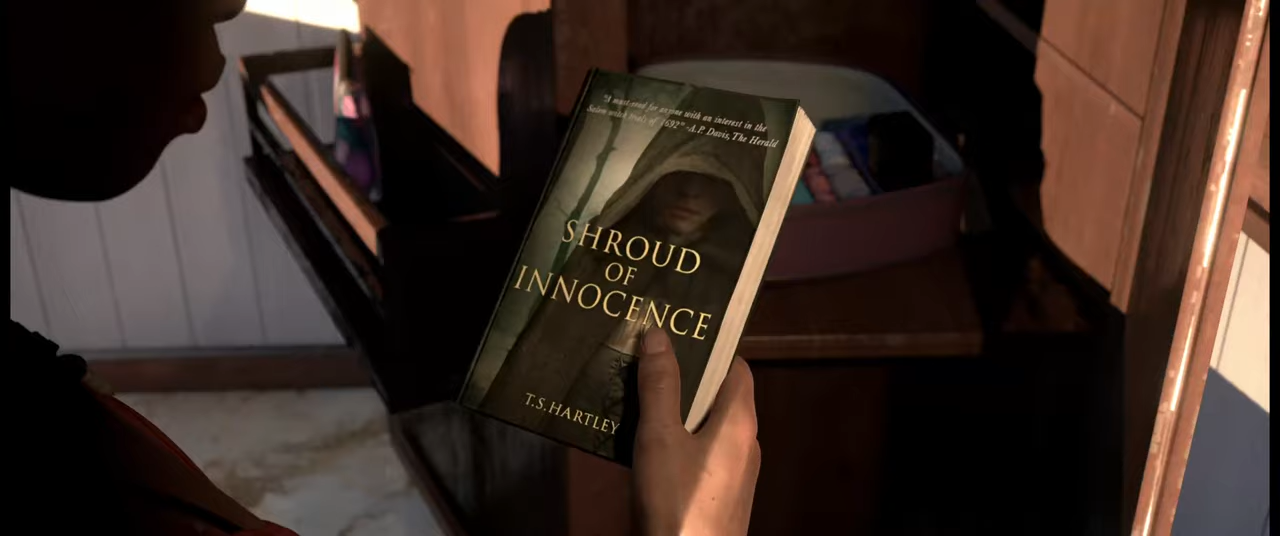 "A must-read for anyone with an interest in the
Salem witch trials of 1692" -A.P. Davis, The Herald
SHROUD
OF
INNOCENCE
T.S. HARTLEY